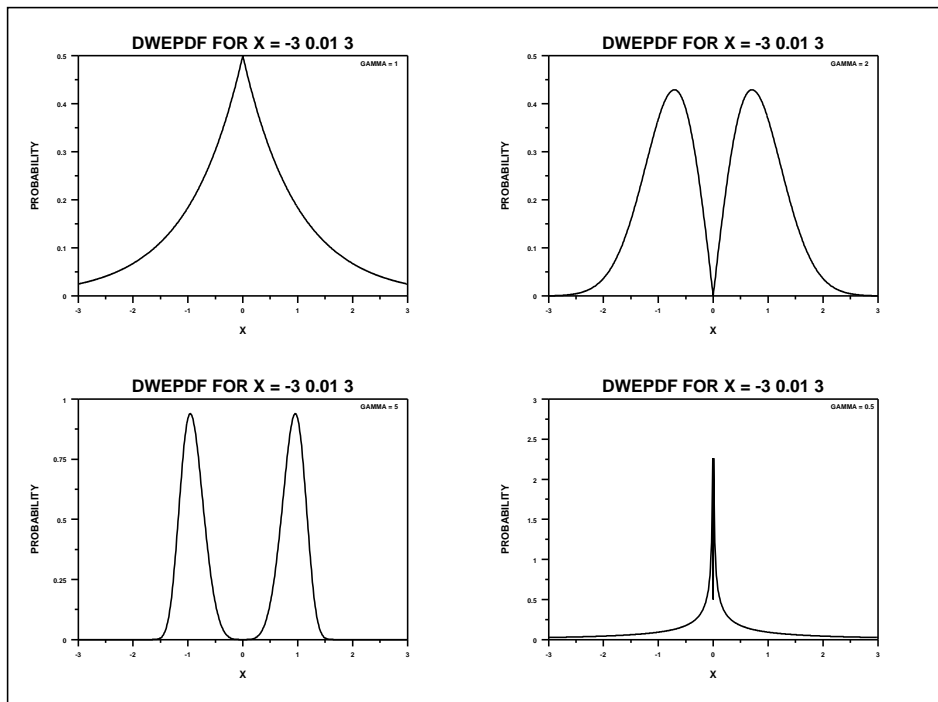 DWEPDF FOR X = -3 0.01 3
GAMMA = 1
PROBABILITY
0.5
0.4
0.3
0.2
0.1
0
-3 -2 -1 0 1 2 3
X
DWEPDF FOR X = -3 0.01 3
GAMMA = 2
PROBABILITY
0.5
0.4
0.3
0.2
0.1
0
-3 -2 -1 0 1 2 3
X
DWEPDF FOR X = -3 0.01 3
GAMMA = 5
PROBABILITY
1
0.75
0.5
0.25
0
-3 -2 -1 0 1 2 3
X
DWEPDF FOR X = -3 0.01 3
GAMMA = 0.5
PROBABILITY
3
2.5
2
1.5
1
0.5
0
-3 -2 -1 0 1 2 3
X